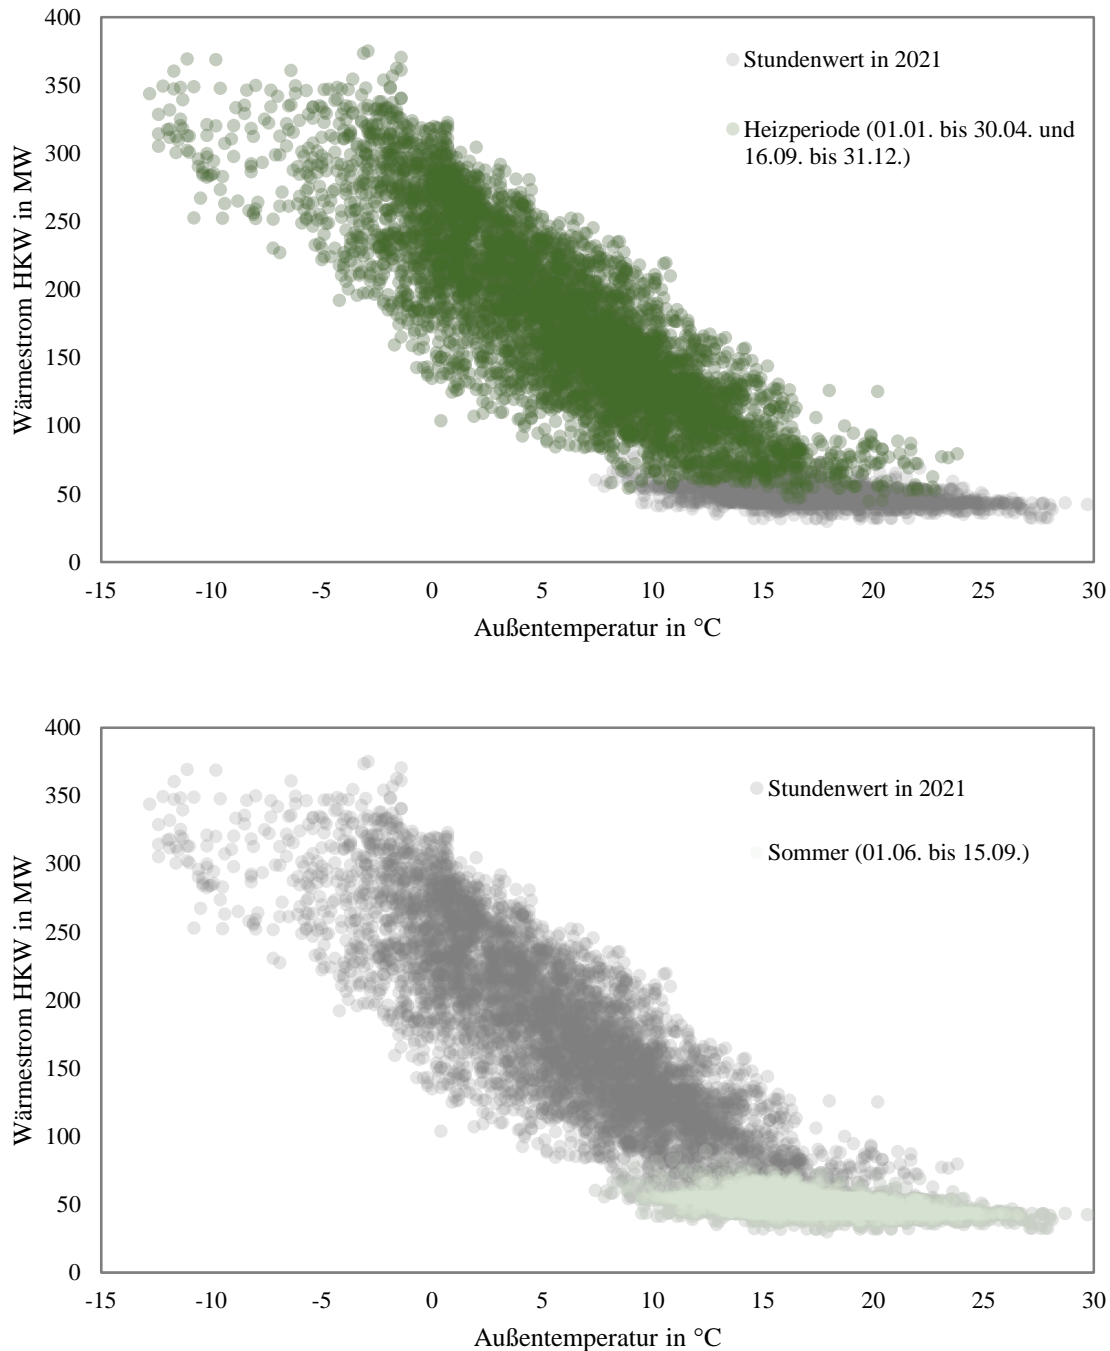 400
350
300
250
200
150
100
50
0
Wärmestrom HKW in MW
Stundenwert in 2021
Heizperiode (01.01. bis 30.04. und
16.09. bis 31.12.)
-15 -10 -5 0 5 10 15 20 25 30
Außentemperatur in °C
400
350
300
250
200
150
100
50
0
Wärmestrom HKW in MW
Stundenwert in 2021
Sommer (01.06. bis 15.09.)
-15 -10 -5 0 5 10 15 20 25 30
Außentemperatur in °C